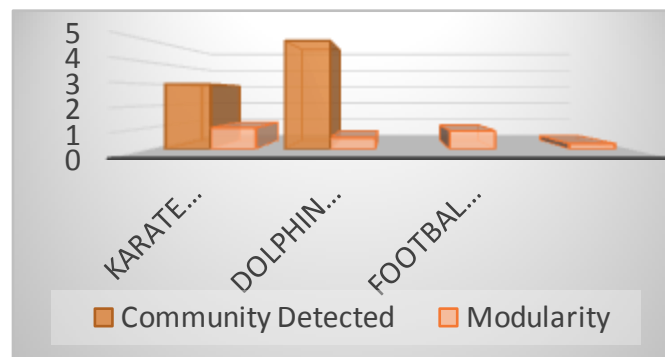 5
4
3
2
1
0
KARATE...
DOLPHIN...
FOOTBAL...
Community Detected
Modularity